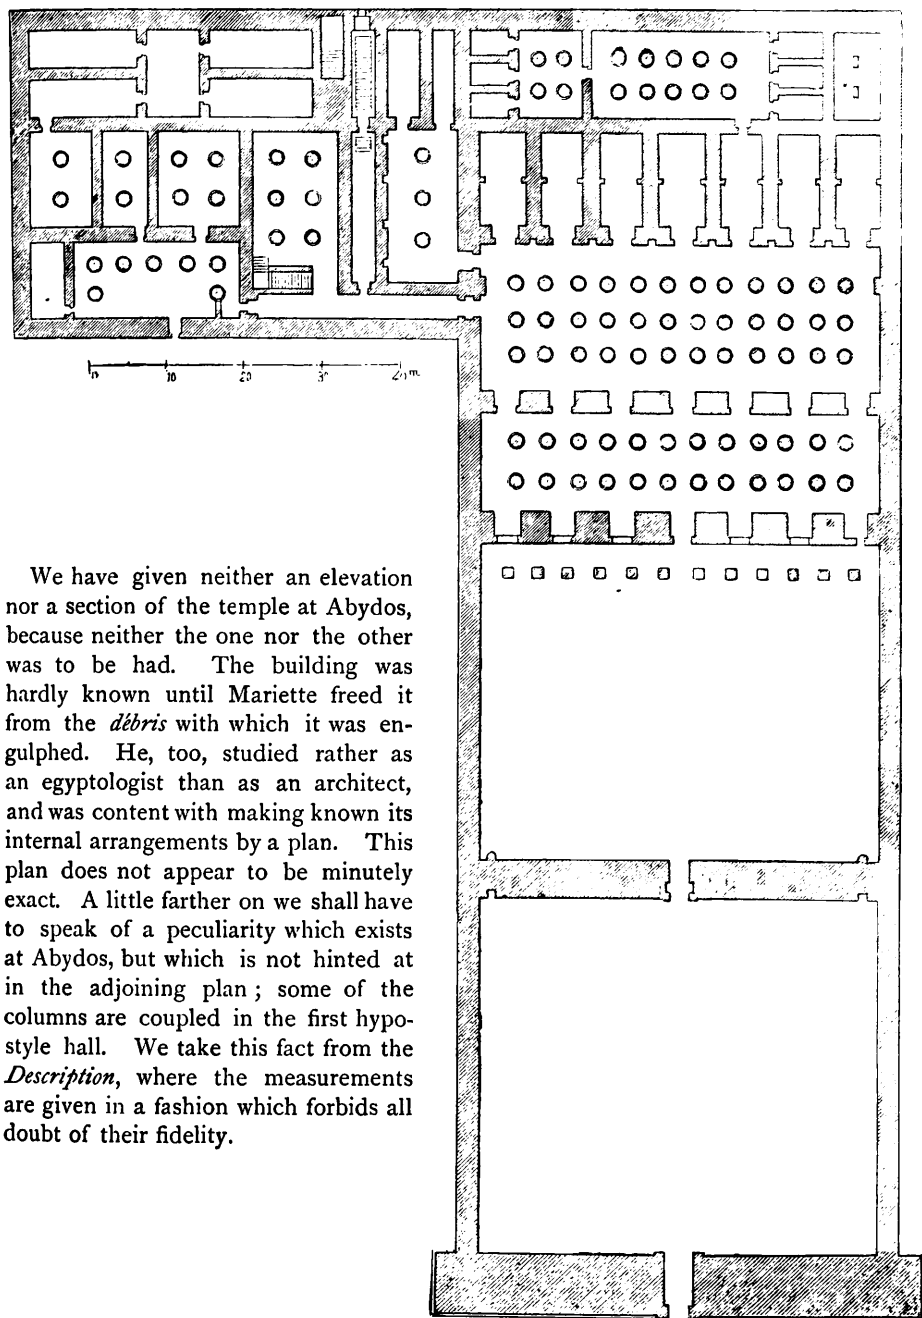 0 10 20 30 40m
We have given neither an elevation
nor a section of the temple at Abydos,
because neither the one nor the other
was to be had. The building was
hardly known until Mariette freed it
from the débris with which it was en-
gulphed. He, too, studied rather as
an egyptologist than as an architect,
and was content with making known its
internal arrangements by a plan. This
plan does not appear to be minutely
exact. A little farther on we shall have
to speak of a peculiarity which exists
at Abydos, but which is not hinted at
in the adjoining plan; some of the
columns are coupled in the first hypo-
style hall. We take this fact from the
Description, where the measurements
are given in a fashion which forbids all
doubt of their fidelity.